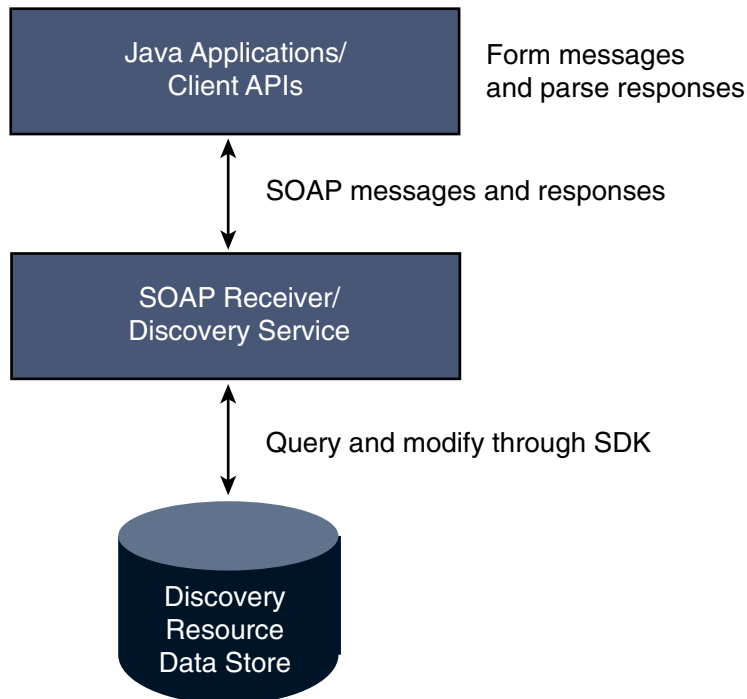 Java Applications/
Client APIs
Form messages
and parse responses
SOAP messages and responses
SOAP Receiver/
Discovery Service
Query and modify through SDK
Discovery
Resource
Data Store